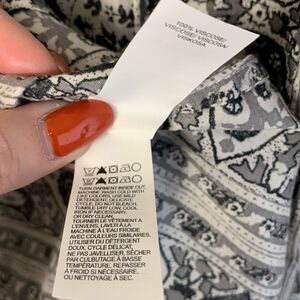 100% VISCOSE/
VISCOSE/ VISCOSA/
VISKOSA.
TURN GARMENT INSIDE OUT,
MACHINE WASH COLD WITH
LIKE COLORS, USE MILD
DETERGENT, DELICATE
CYCLE, DO NOT BLEACH,
TUMBLE DRY LOW, COOL
IRON IF NECESSARY,
OR DRY CLEAN.
TOURNER LE VÊTEMENT À
L'ENVERS, LAVER À LA
MACHINE À L'EAU FROIDE
AVEC COULEURS SIMILAIRES,
UTILISER DU DÉTERGENT
DOUX, CYCLE DÉLICAT,
NE PAS JAVELLISER, SÉCHER
PAR CULBUTAGE À BASSE
TEMPÉRATURE, REPASSER
À FROID SI NÉCESSAIRE,
OU NETTOYAGE À SEC.